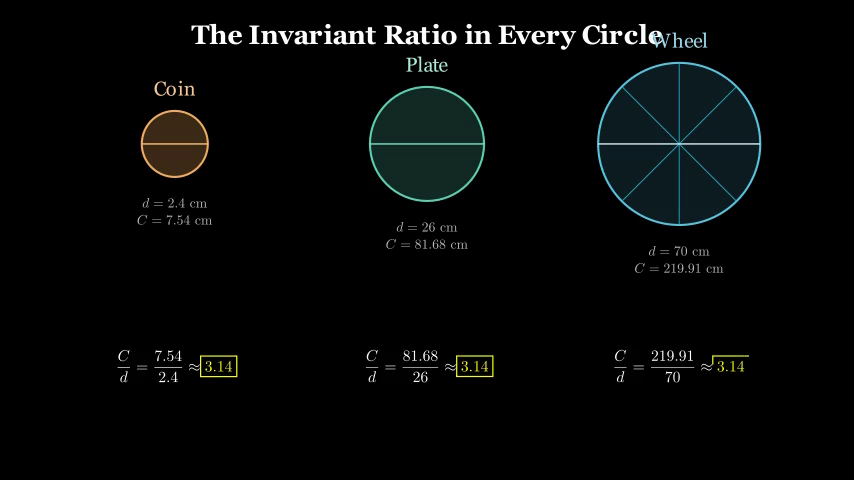 The Invariant Ratio in Every Circle
Coin
d = 2.4 cm
C = 7.54 cm
Plate
d = 26 cm
C = 81.68 cm
Wheel
d = 70 cm
C = 219.91 cm
C/d = 7.54/2.4 ≈ 3.14
C/d = 81.68/26 ≈ 3.14
C/d = 219.91/70 ≈ 3.14